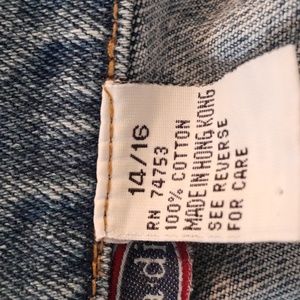 14/16
RN 74753
100% COTTON
MADE IN HONG KONG
SEE REVERSE
FOR CARE